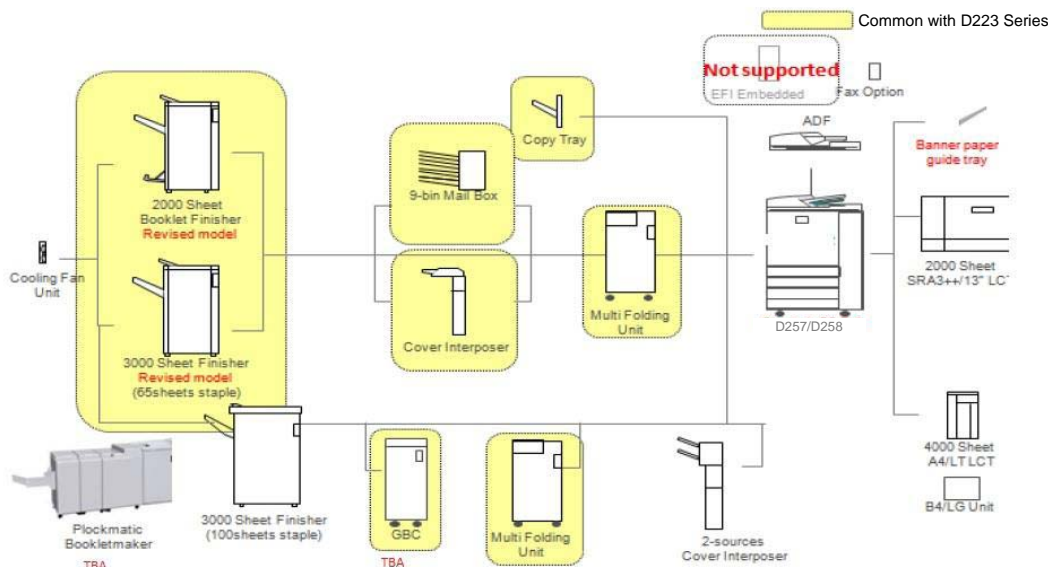 Common with D223 Series
Not supported
EFI Embedded
Fax Option
ADF
Copy Tray
Banner paper
guide tray
9-bin Mail Box
2000 Sheet
Booklet Finisher
Revised model
Cooling Fan
Unit
2000 Sheet
SRA3++/13" LCT
Multi Folding
Unit
D257/D258
Cover Interposer
3000 Sheet Finisher
Revised model
(65sheets staple)
4000 Sheet
A4/LT LCT
B4/LG Unit
Plockmatic
Bookletmaker
TBA
3000 Sheet Finisher
(100sheets staple)
GBC
TBA
Multi Folding
Unit
2-sources
Cover Interposer